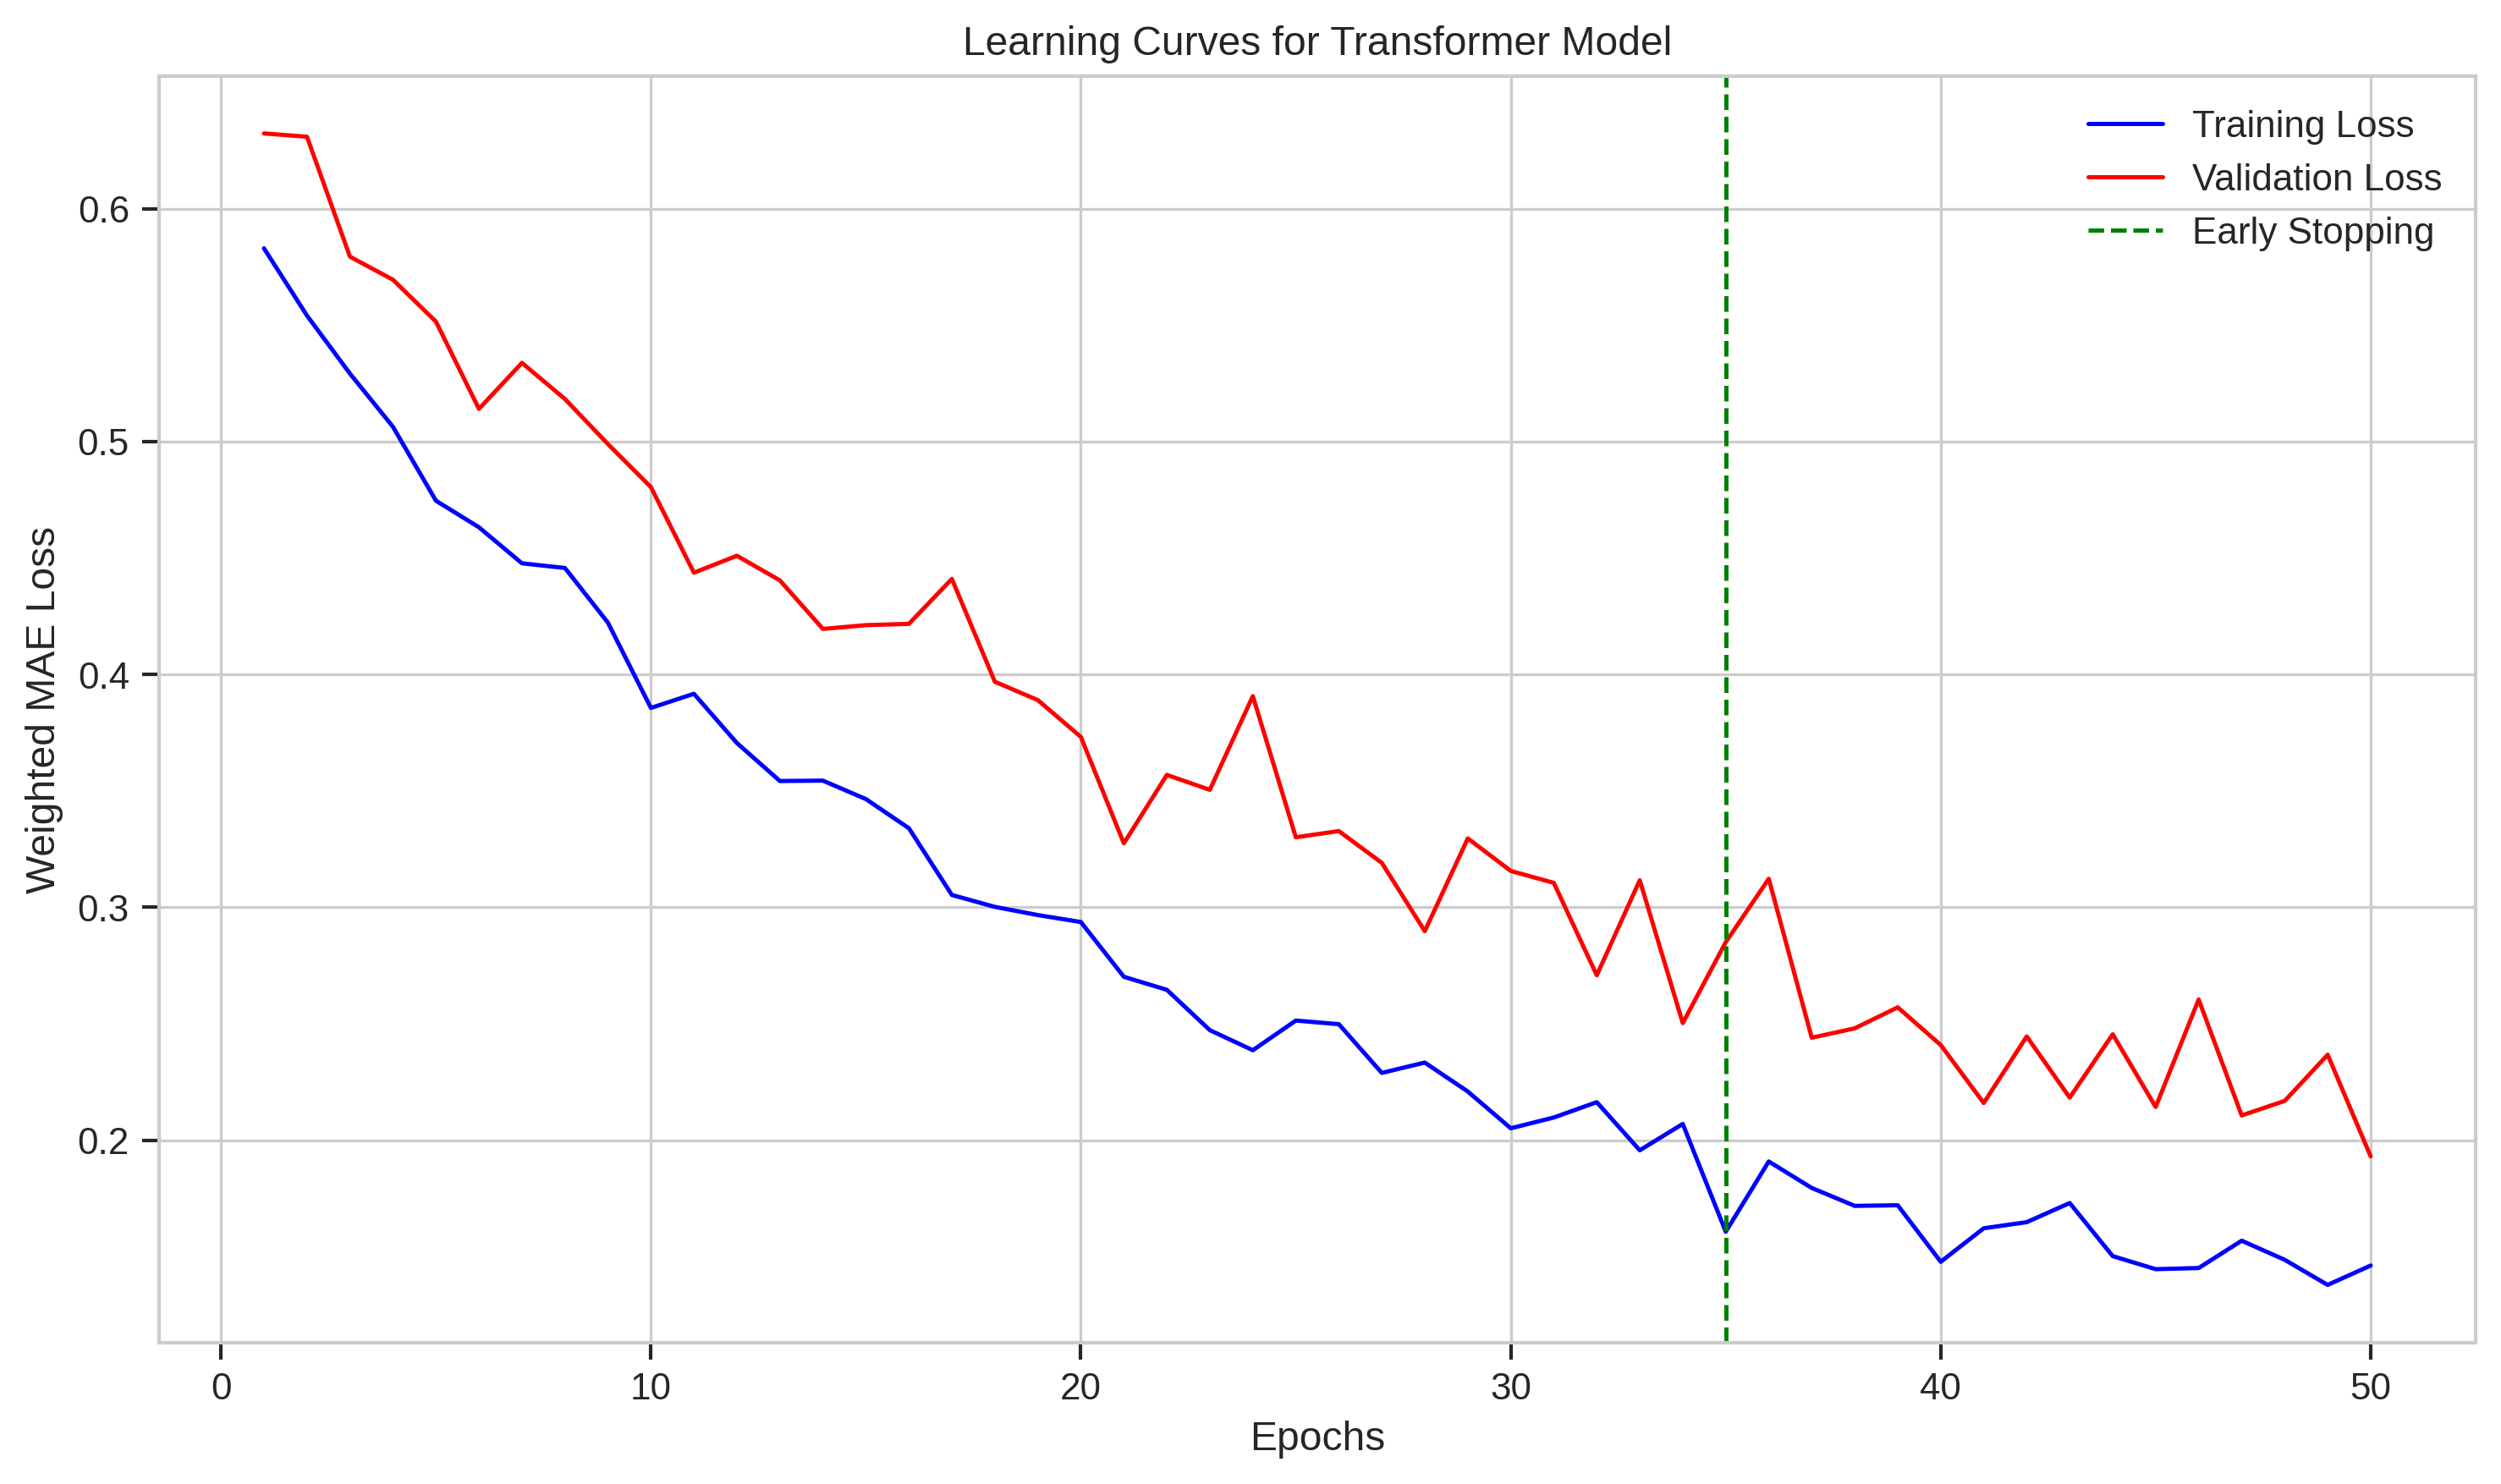 Learning Curves for Transformer Model
Training Loss
Validation Loss
Early Stopping
0.6
0.5
0.4
0.3
0.2
Weighted MAE Loss
0
10
20
30
40
50
Epochs